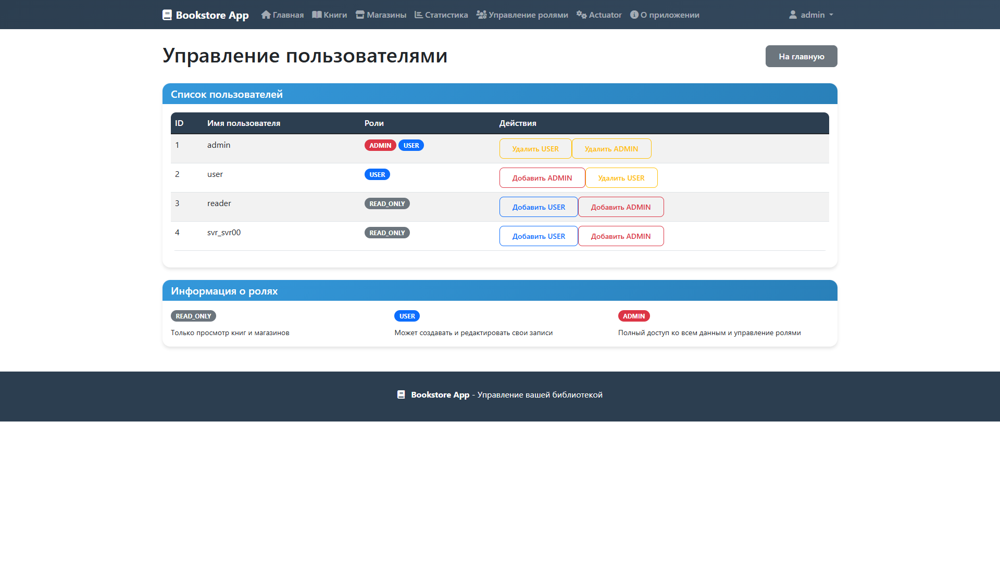 Bookstore App Главная Книги Магазины Статистика Управление ролями Actuator О приложении admin
Управление пользователями
На главную
Список пользователей
ID Имя пользователя Роли Действия
1 admin ADMIN USER Удалить USER Удалить ADMIN
2 user USER Добавить ADMIN Удалить USER
3 reader READ_ONLY Добавить USER Добавить ADMIN
4 svr_svr00 READ_ONLY Добавить USER Добавить ADMIN
Информация о ролях
READ_ONLY USER ADMIN
Только просмотр книг и магазинов Может создавать и редактировать свои записи Полный доступ ко всем данным и управление ролями
Bookstore App - Управление вашей библиотекой